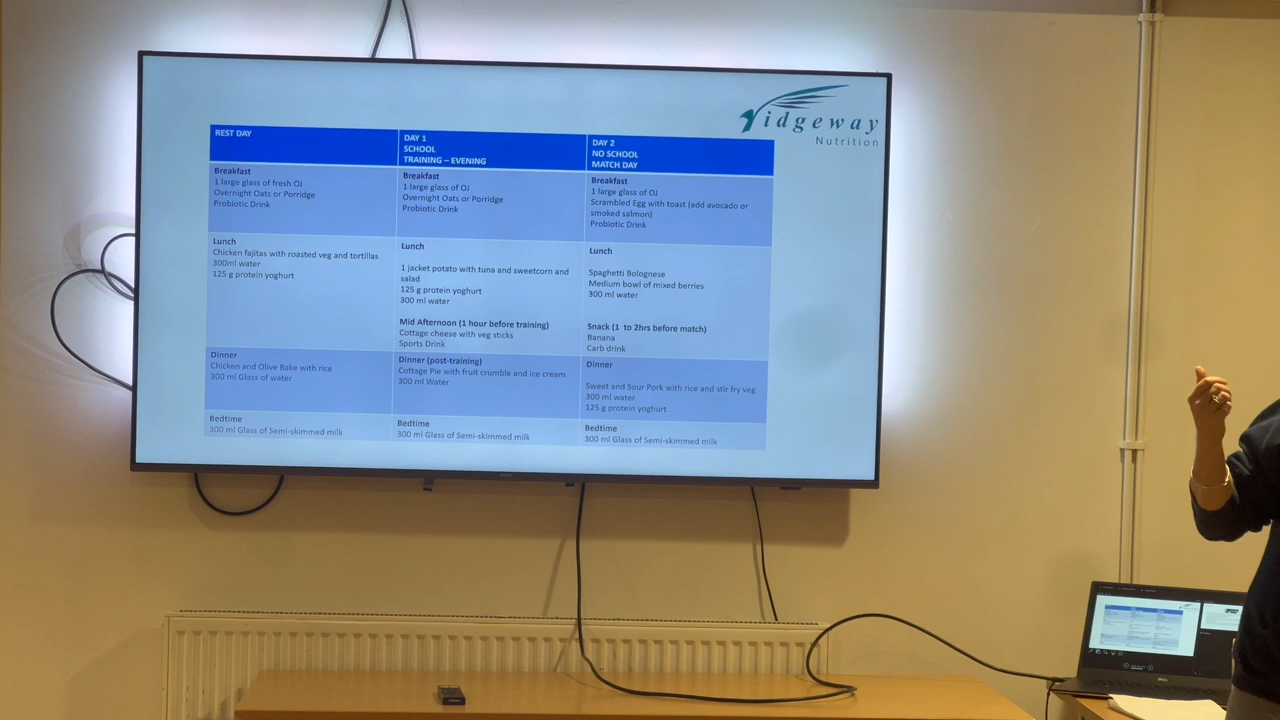 Ridgeway
Nutrition
REST DAY
Breakfast
1 large glass of fresh OJ
Overnight Oats or Porridge
Probiotic Drink
Lunch
Chicken fajitas with roasted veg and tortillas
300ml water
125 g protein yoghurt
Dinner
Chicken and Olive Bake with rice
300 ml Glass of water
Bedtime
300 ml Glass of Semi-skimmed milk
DAY 1
SCHOOL
TRAINING – EVENING
Breakfast
1 large glass of OJ
Overnight Oats or Porridge
Probiotic Drink
Lunch
1 jacket potato with tuna and sweetcorn and
salad
125 g protein yoghurt
300 ml water
Mid Afternoon (1 hour before training)
Cottage cheese with veg sticks
Sports Drink
Dinner (post-training)
Cottage Pie with fruit crumble and ice cream
300 ml Water
Bedtime
300 ml Glass of Semi-skimmed milk
DAY 2
NO SCHOOL
MATCH DAY
Breakfast
1 large glass of OJ
Scrambled Egg with toast (add avocado or
smoked salmon)
Probiotic Drink
Lunch
Spaghetti Bolognese
Medium bowl of mixed berries
300 ml water
Snack (1 to 2hrs before match)
Banana
Carb drink
Dinner
Sweet and Sour Pork with rice and stir fry veg
300 ml water
125 g protein yoghurt
Bedtime
300 ml Glass of Semi-skimmed milk